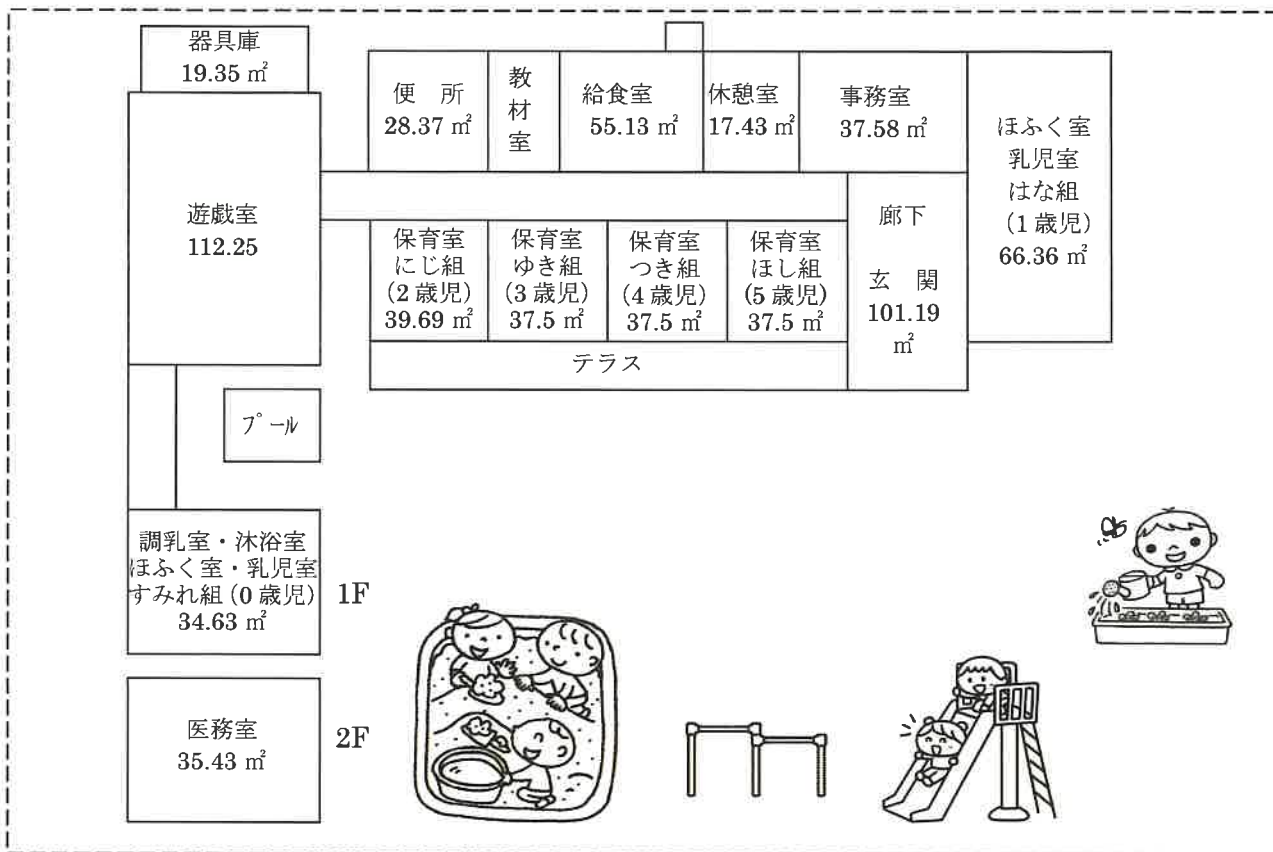 器具庫
19.35 ㎡
遊戯室
112.25
便　所
28.37 ㎡
教
材
室
給食室
55.13 ㎡
休憩室
17.43 ㎡
事務室
37.58 ㎡
ほふく室
乳児室
はな組
(1 歳児)
66.36 ㎡
保育室
にじ組
(2 歳児)
39.69 ㎡
保育室
ゆき組
(3 歳児)
37.5 ㎡
保育室
つき組
(4 歳児)
37.5 ㎡
保育室
ほし組
(5 歳児)
37.5 ㎡
廊下
玄　関
101.19
㎡
テラス
プール
調乳室・沐浴室
ほふく室・乳児室
すみれ組 (0 歳児)
34.63 ㎡
1F
医務室
35.43 ㎡
2F